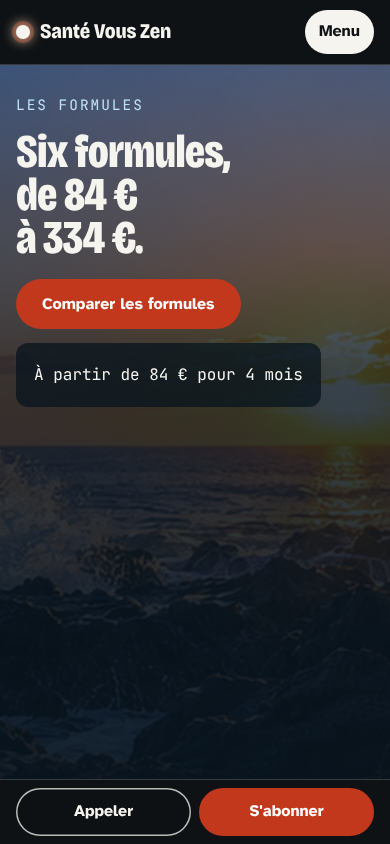 Santé Vous Zen
Menu
LES FORMULES
Six formules,
de 84 €
à 334 €.
Comparer les formules
À partir de 84 € pour 4 mois
Appeler
S'abonner